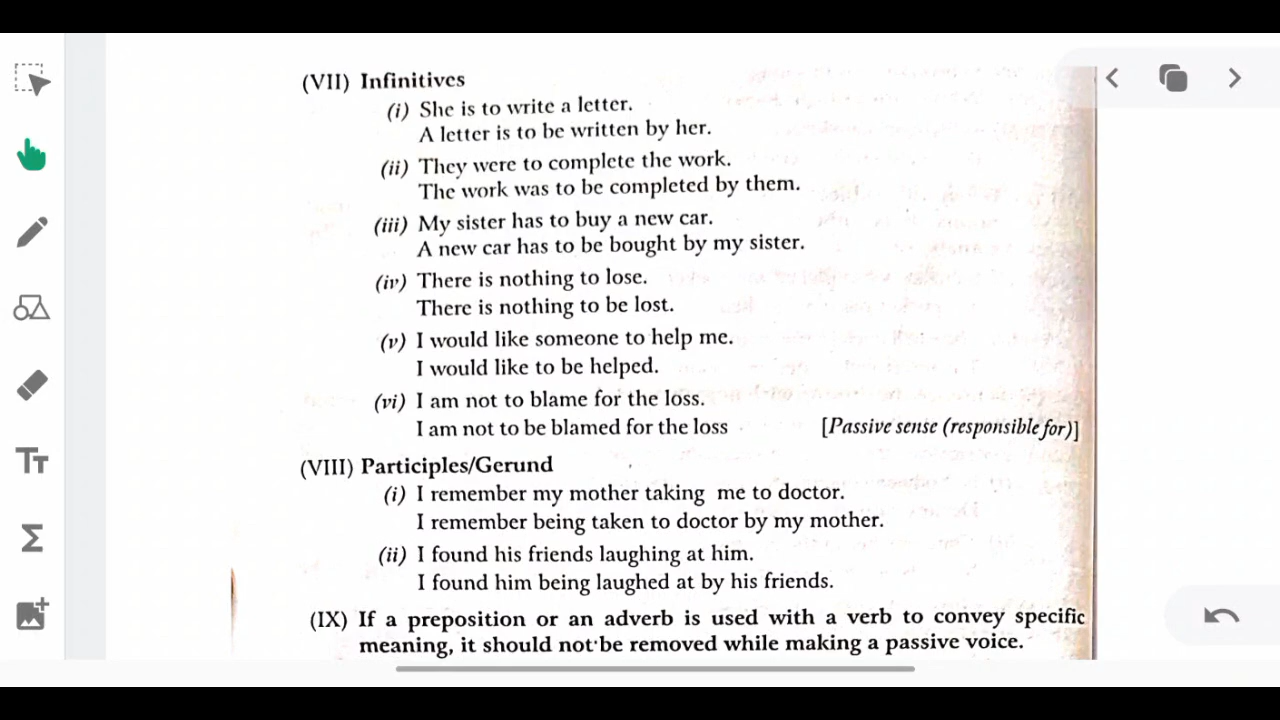 (VII) Infinitives
(i) She is to write a letter.
A letter is to be written by her.
(ii) They were to complete the work.
The work was to be completed by them.
(iii) My sister has to buy a new car.
A new car has to be bought by my sister.
(iv) There is nothing to lose.
There is nothing to be lost.
(v) I would like someone to help me.
I would like to be helped.
(vi) I am not to blame for the loss.
I am not to be blamed for the loss [Passive sense (responsible for)]
(VIII) Participles/Gerund
(i) I remember my mother taking me to doctor.
I remember being taken to doctor by my mother.
(ii) I found his friends laughing at him.
I found him being laughed at by his friends.
(IX) If a preposition or an adverb is used with a verb to convey specific
meaning, it should not be removed while making a passive voice.
TT
Σ